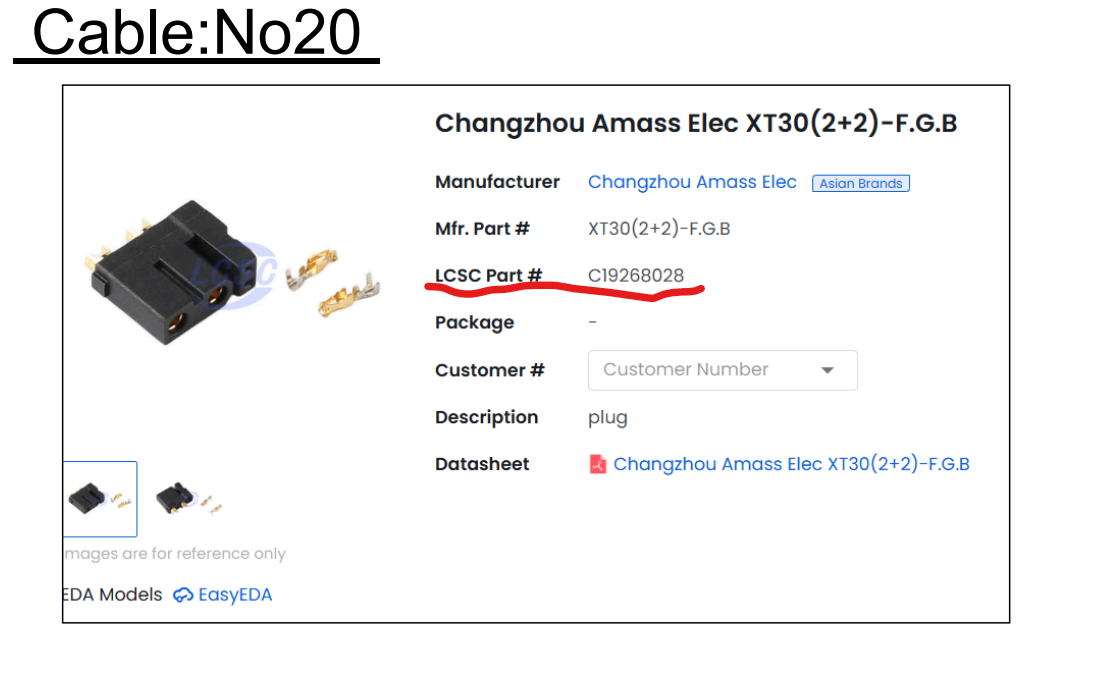 Cable:No20
Changzhou Amass Elec XT30(2+2)-F.G.B
Manufacturer Changzhou Amass Elec Asian Brands
Mfr. Part # XT30(2+2)-F.G.B
LCSC Part # C19268028
LCSC
Package -
Customer # Customer Number
Description plug
Datasheet Changzhou Amass Elec XT30(2+2)-F.G.B
mages are for reference only
EDA Models EasyEDA